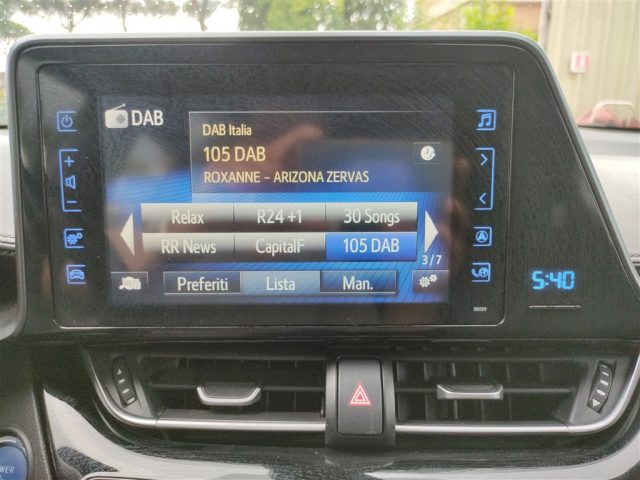 DAB
DAB Italia
105 DAB
ROXANNE – ARIZONA ZERVAS
Relax
R24 +1
30 Songs
RR News
CapitalF
105 DAB
3/7
Preferiti
Lista
Man.
5:40
POWER